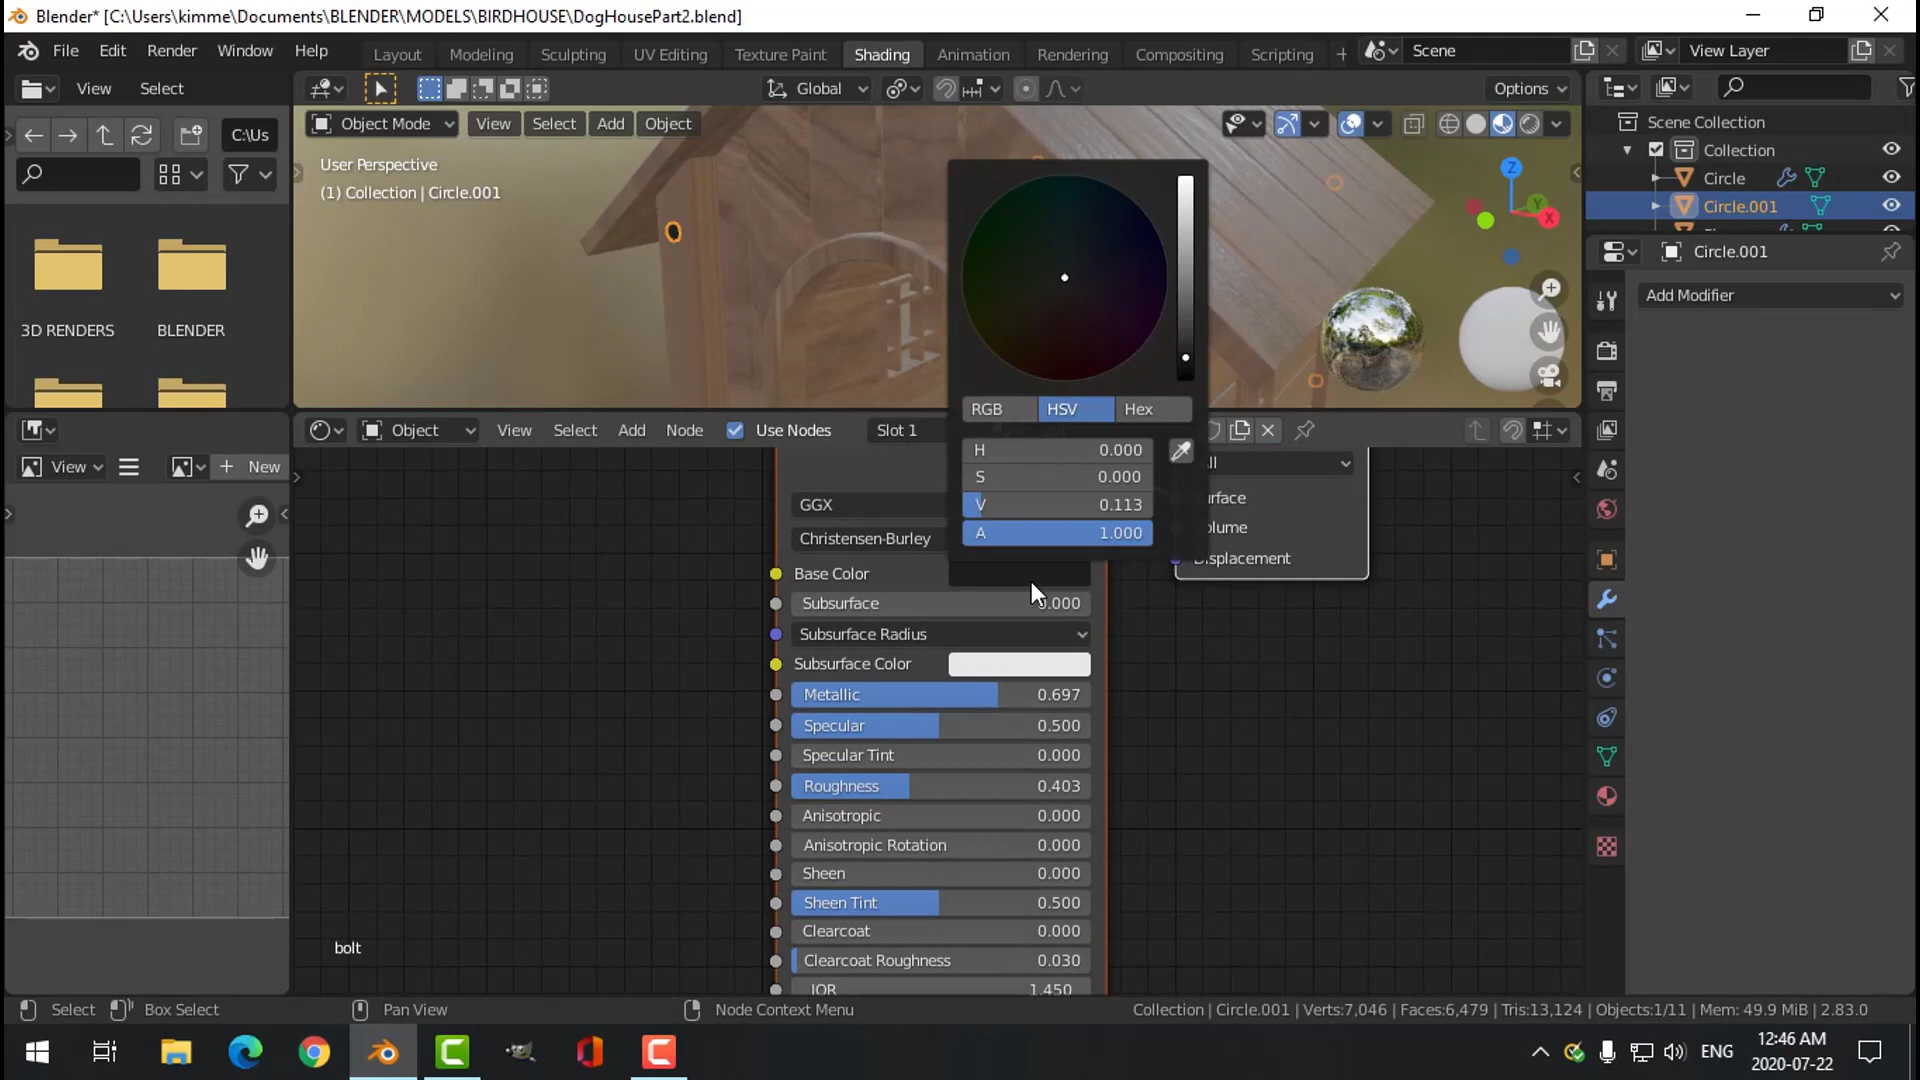 Blender* [C:\Users\kimme\Documents\BLENDER\MODELS\BIRDHOUSE\DogHousePart2.blend]
File Edit Render Window Help
Layout Modeling Sculpting UV Editing Texture Paint Shading Animation Rendering Compositing Scripting +
Scene
View Layer
View Select
Global
Options
Object Mode View Select Add Object
C:\Us
User Perspective
(1) Collection | Circle.001
3D RENDERS BLENDER
Scene Collection
Collection
Circle
Circle.001
Circle.001
Add Modifier
Z
Y
X
RGB HSV Hex
H 0.000
S 0.000
V 0.113
A 1.000
Object View Select Add Node Use Nodes Slot 1
View + New
GGX
Christensen-Burley
Base Color
Subsurface 0.000
Subsurface Radius
Subsurface Color
Metallic 0.697
Specular 0.500
Specular Tint 0.000
Roughness 0.403
Anisotropic 0.000
Anisotropic Rotation 0.000
Sheen 0.000
Sheen Tint 0.500
Clearcoat 0.000
Clearcoat Roughness 0.030
IOR 1.450
ll
urface
olume
Displacement
bolt
Select Box Select Pan View Node Context Menu
Collection | Circle.001 | Verts:7,046 | Faces:6,479 | Tris:13,124 | Objects:1/11 | Mem: 49.9 MiB | 2.83.0
ENG
12:46 AM
2020-07-22